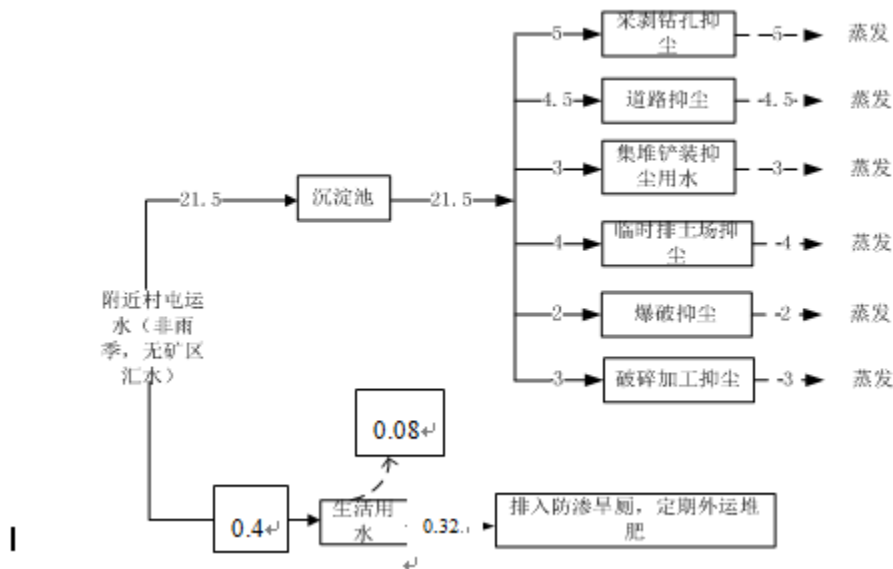 采剥钻孔抑
尘
5
5
蒸发
道路抑尘
4.5
4.5
蒸发
集堆铲装抑
尘用水
3
3
蒸发
21.5
沉淀池
21.5
临时排土场抑
尘
4
4
蒸发
附近村屯运
水（非雨
季，无矿区
汇水）
爆破抑尘
2
2
蒸发
破碎加工抑尘
3
3
蒸发
0.08↵
0.4↵
生活用
水
0.32.
↵
排入防渗旱厕，定期外运堆
肥